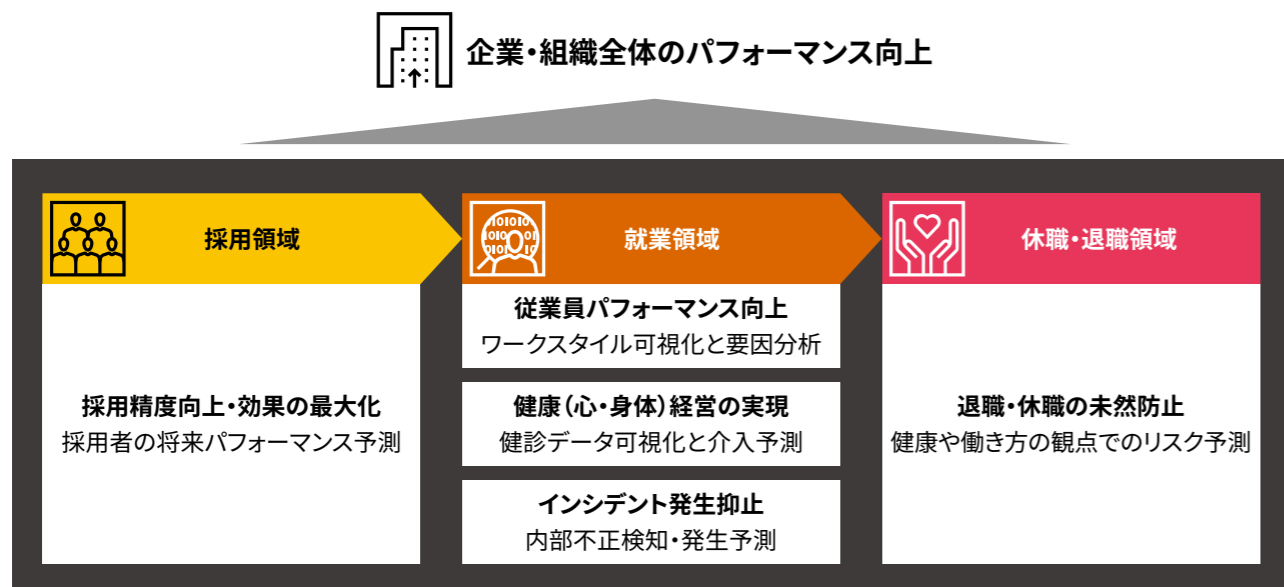 企業・組織全体のパフォーマンス向上
採用領域
採用精度向上・効果の最大化
採用者の将来パフォーマンス予測
就業領域
従業員パフォーマンス向上
ワークスタイル可視化と要因分析
健康（心・身体）経営の実現
健診データ可視化と介入予測
インシデント発生抑止
内部不正検知・発生予測
休職・退職領域
退職・休職の未然防止
健康や働き方の観点でのリスク予測